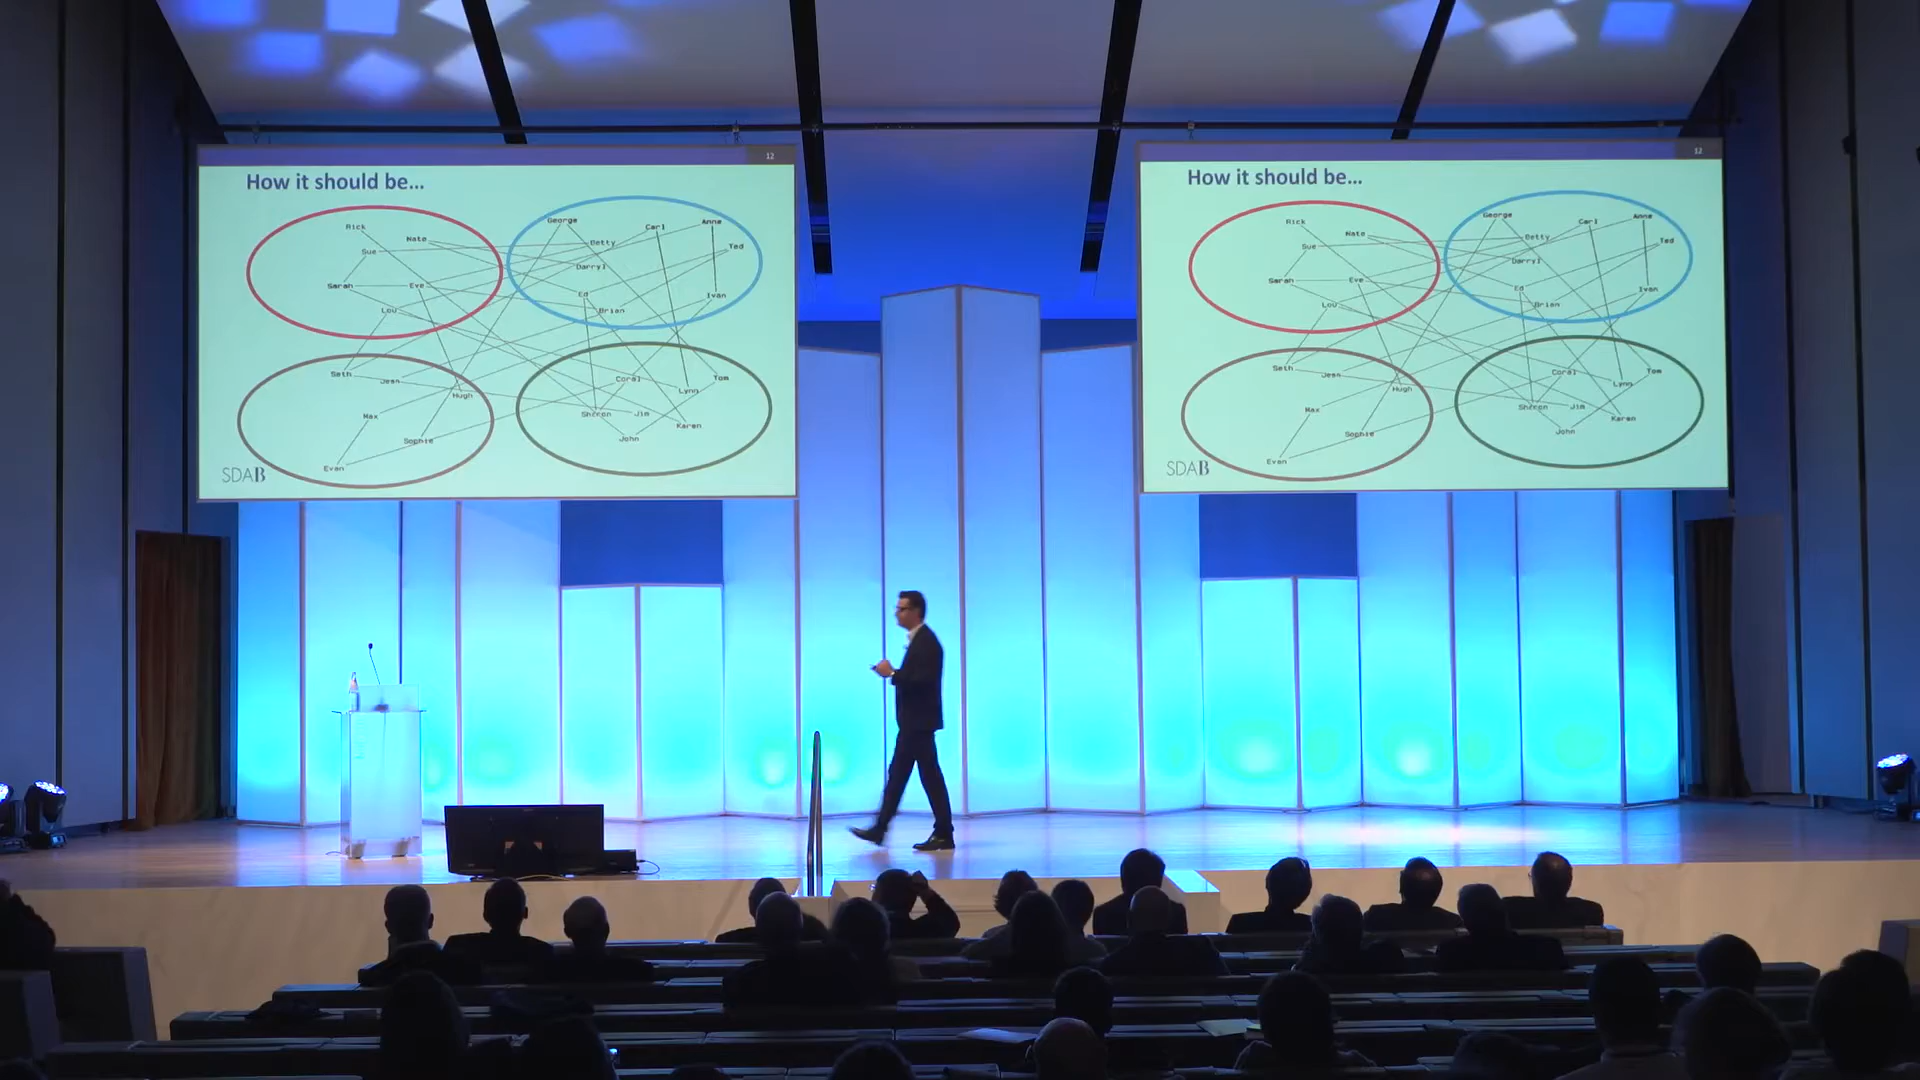 12
How it should be...
George
Rick
Carl
Anne
Nate
Betty
Ted
Sue
Darryl
Sarah
Eve
Ed
Ivan
Lou
Brian
Seth
Jean
Coral
Tom
Hugh
Lynn
Max
Sharon
Jim
Karen
Sophie
John
Evan
SDAB
12
How it should be...
George
Rick
Carl
Anne
Nate
Betty
Ted
Sue
Darryl
Sarah
Eve
Ed
Ivan
Lou
Brian
Seth
Jean
Coral
Tom
Hugh
Lynn
Max
Sharon
Jim
Karen
Sophie
John
Evan
SDAB